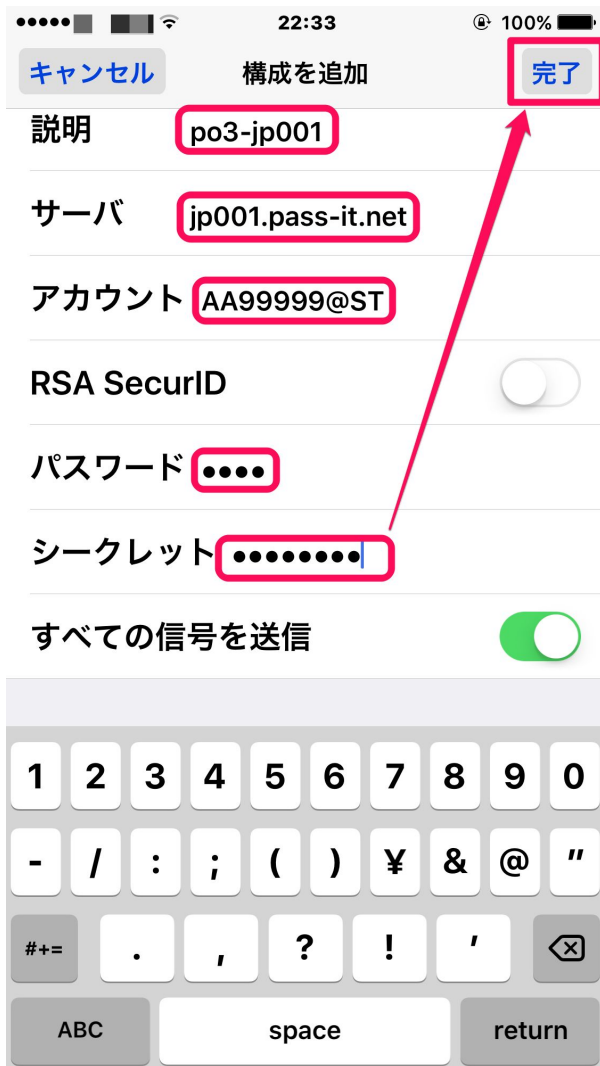 22:33 100%
キャンセル 構成を追加 完了
説明 po3-jp001
サーバ jp001.pass-it.net
アカウント AA99999@ST
RSA SecurID
パスワード ●●●●
シークレット ●●●●●●●●
すべての信号を送信
1 2 3 4 5 6 7 8 9 0
- / : ; ( ) ¥ & @ "
#+= . , ? ! '
ABC space return